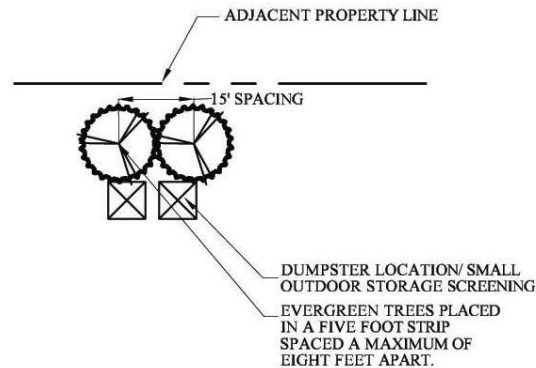 ADJACENT PROPERTY LINE
15' SPACING
DUMPSTER LOCATION/ SMALL
OUTDOOR STORAGE SCREENING
EVERGREEN TREES PLACED
IN A FIVE FOOT STRIP
SPACED A MAXIMUM OF
EIGHT FEET APART.